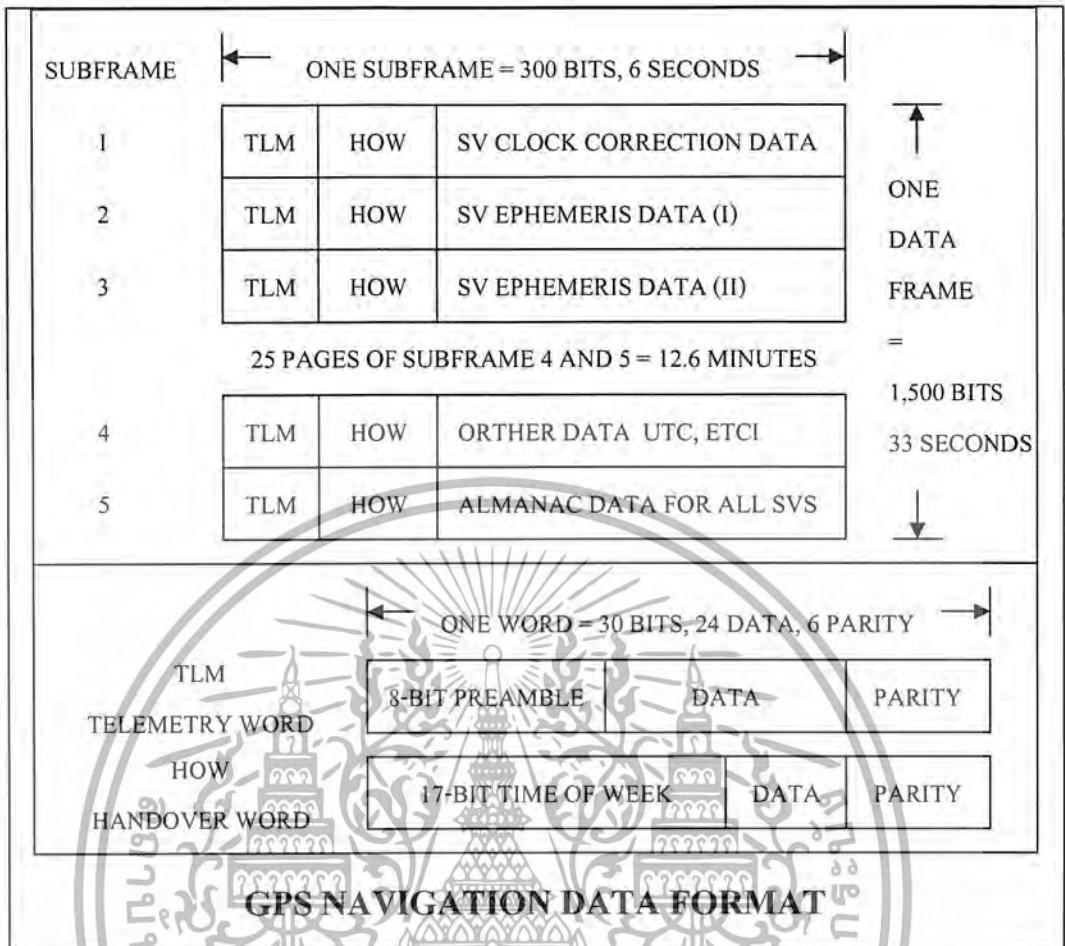 SUBFRAME
ONE SUBFRAME = 300 BITS, 6 SECONDS
1 TLM HOW SV CLOCK CORRECTION DATA
2 TLM HOW SV EPHEMERIS DATA (I)
3 TLM HOW SV EPHEMERIS DATA (II)
25 PAGES OF SUBFRAME 4 AND 5 = 12.6 MINUTES
4 TLM HOW ORTHER DATA UTC, ETCI
5 TLM HOW ALMANAC DATA FOR ALL SVS
ONE
DATA
FRAME
=
1,500 BITS
33 SECONDS
ONE WORD = 30 BITS, 24 DATA, 6 PARITY
TLM
TELEMETRY WORD
8-BIT PREAMBLE DATA PARITY
HOW
HANDOVER WORD
17-BIT TIME OF WEEK DATA PARITY
GPS NAVIGATION DATA FORMAT